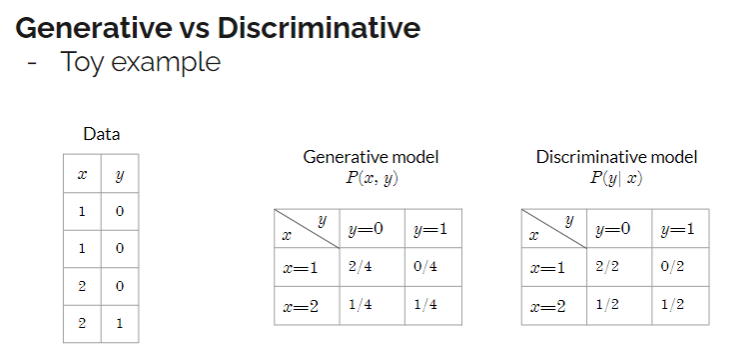 Generative vs Discriminative
- Toy example
Data
x y
1 0
1 0
2 0
2 1
Generative model
P(x, y)
x y y=0 y=1
x=1 2/4 0/4
x=2 1/4 1/4
Discriminative model
P(y| x)
x y y=0 y=1
x=1 2/2 0/2
x=2 1/2 1/2